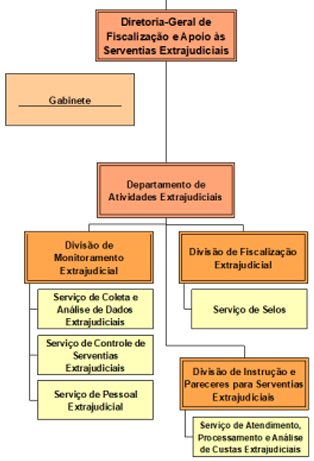 Diretoria-Geral de
Fiscalização e Apoio às
Serventias Extrajudiciais
Gabinete
Departamento de
Atividades Extrajudiciais
Divisão de
Monitoramento
Extrajudicial
Divisão de Fiscalização
Extrajudicial
Serviço de Coleta e
Análise de Dados
Extrajudiciais
Serviço de Selos
Serviço de Controle de
Serventias
Extrajudiciais
Serviço de Pessoal
Extrajudicial
Divisão de Instrução e
Pareceres para Serventias
Extrajudiciais
Serviço de Atendimento,
Processamento e Análise
de Custas Extrajudiciais